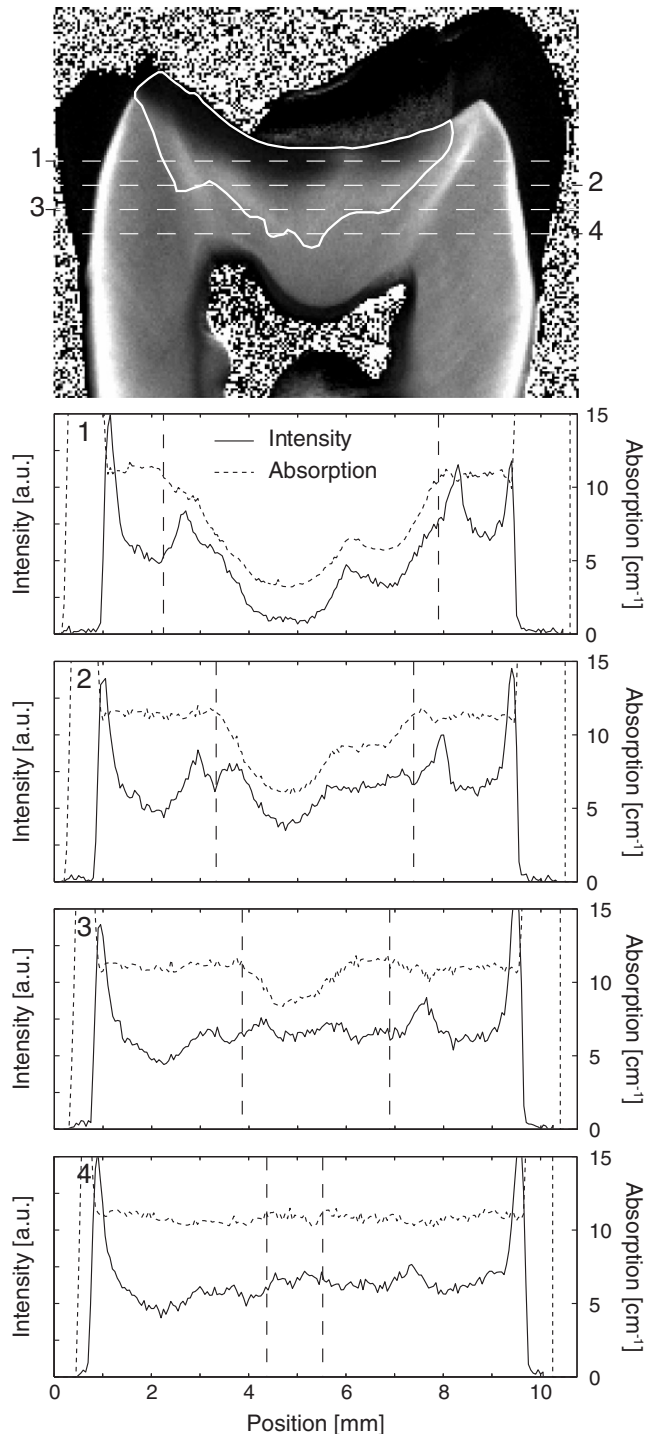 1
2
3
4
1
Intensity
Absorption
Intensity [a.u.]
15
10
5
0
Absorption [cm-1]
2
Intensity [a.u.]
15
10
5
0
Absorption [cm-1]
3
Intensity [a.u.]
15
10
5
0
Absorption [cm-1]
4
Intensity [a.u.]
15
10
5
0
Absorption [cm-1]
0 2 4 6 8 10
Position [mm]